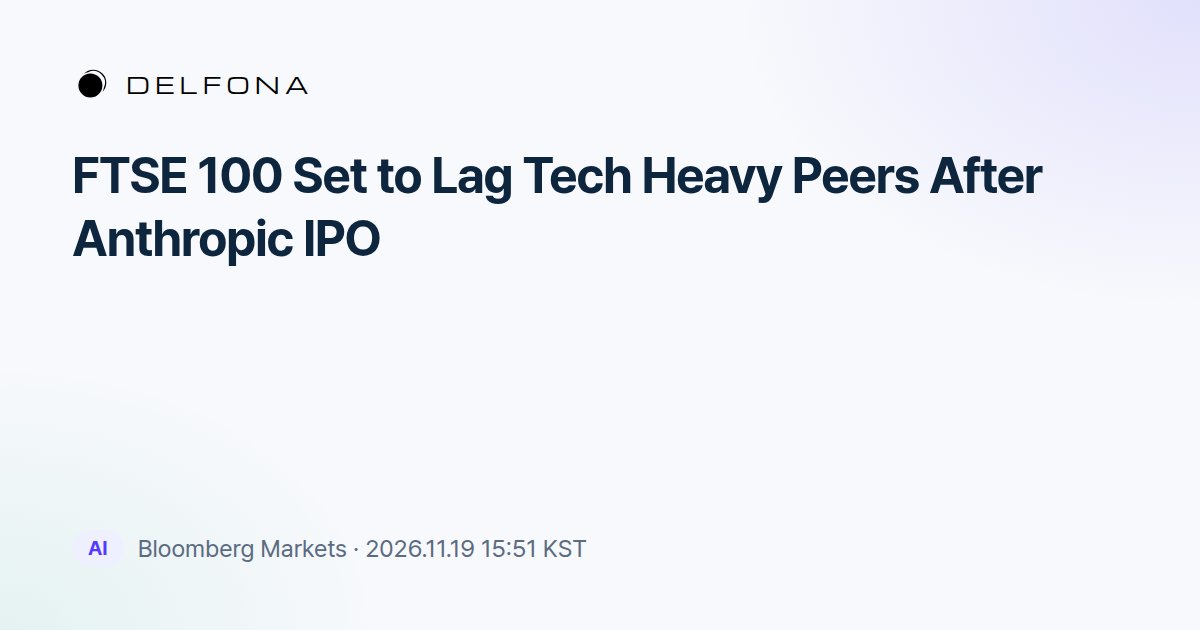 DELFONA
FTSE 100 Set to Lag Tech Heavy Peers After
Anthropic IPO
AI Bloomberg Markets · 2026.11.19 15:51 KST